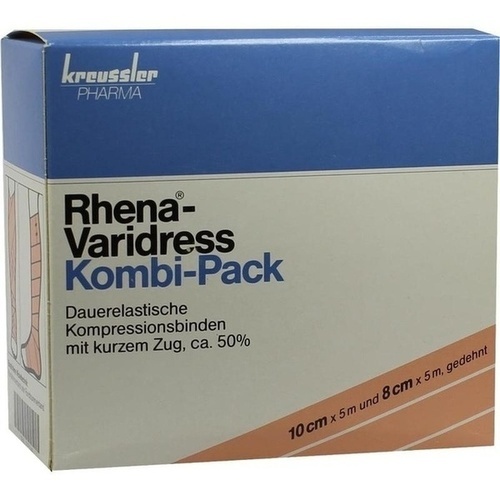 kreussler
PHARMA
Rhena®-
Varidress
Kombi-Pack
Dauerelastische
Kompressionsbinden
mit kurzem Zug, ca. 50%
10 cm x 5 m und 8 cm x 5 m, gedehnt